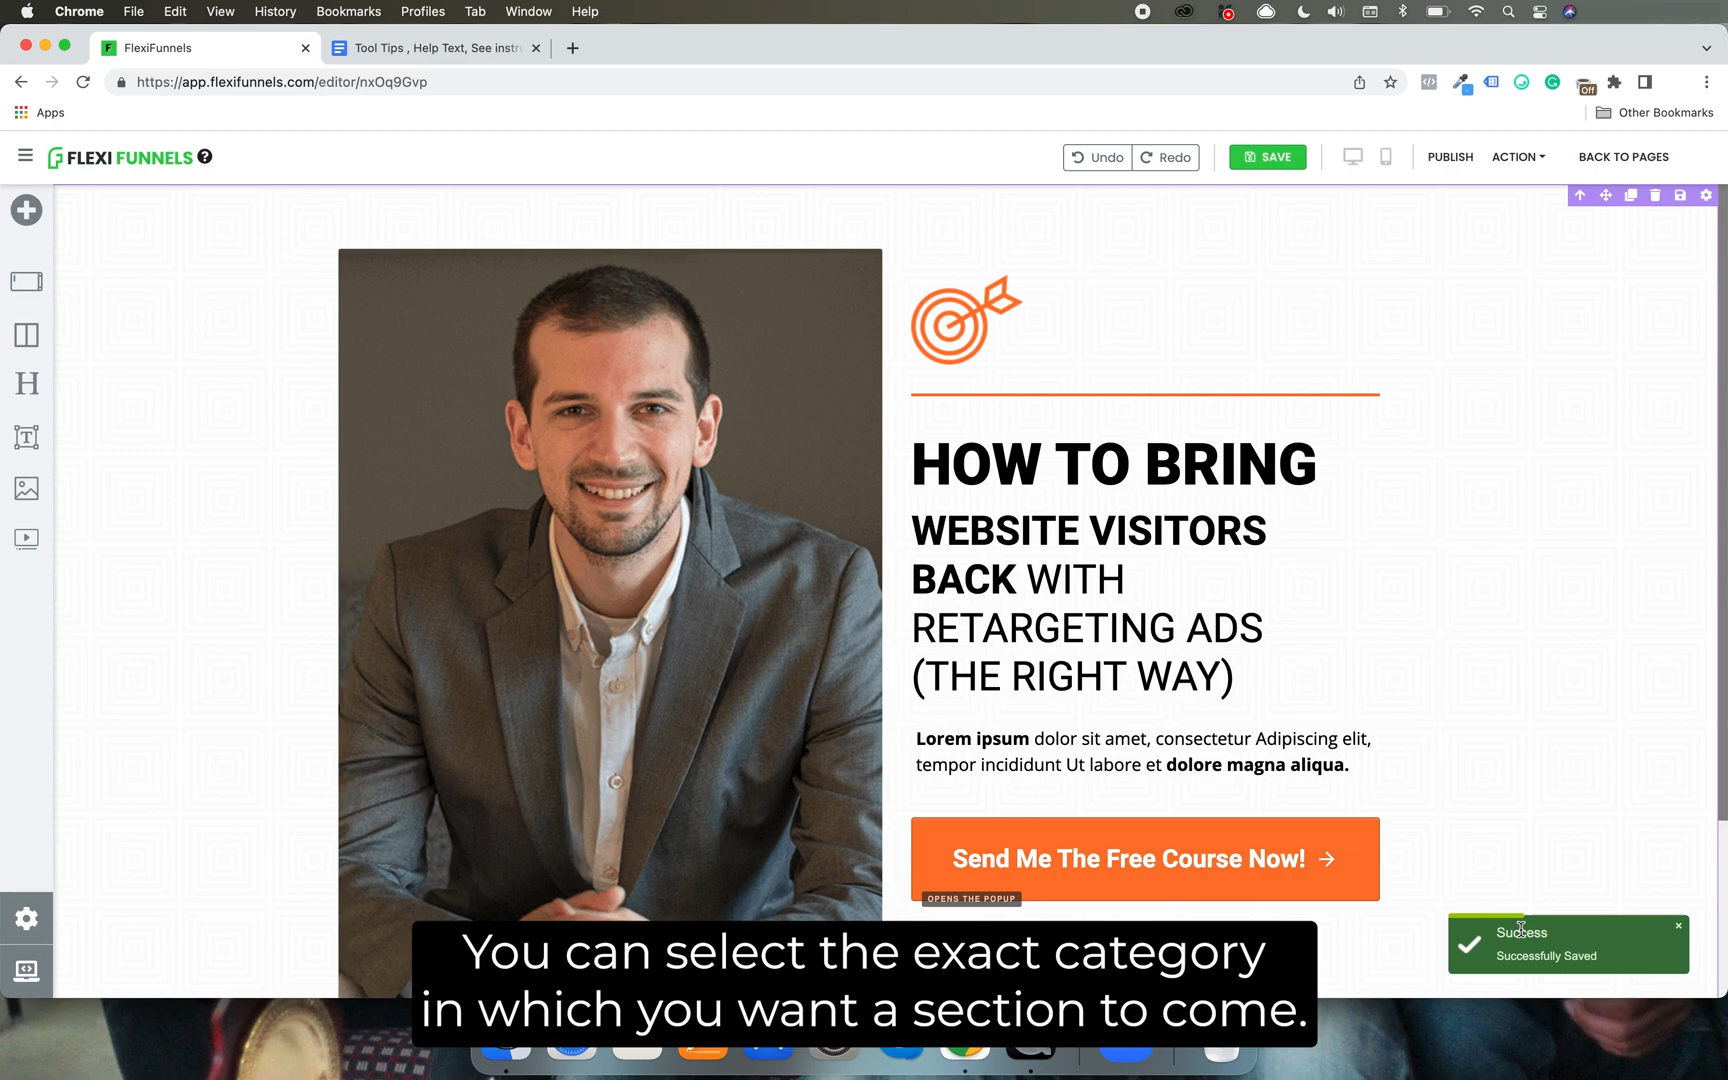 Chrome File Edit View History Bookmarks Profiles Tab Window Help
FlexiFunnels
Tool Tips , Help Text, See instru
https://app.flexifunnels.com/editor/nxOq9Gvp
Off
Apps
Other Bookmarks
FLEXI FUNNELS
Undo Redo SAVE PUBLISH ACTION BACK TO PAGES
HOW TO BRING
WEBSITE VISITORS
BACK WITH
RETARGETING ADS
(THE RIGHT WAY)
Lorem ipsum dolor sit amet, consectetur Adipiscing elit,
tempor incididunt Ut labore et dolore magna aliqua.
Send Me The Free Course Now! →
OPENS THE POPUP
Success
Successfully Saved
You can select the exact category
in which you want a section to come.